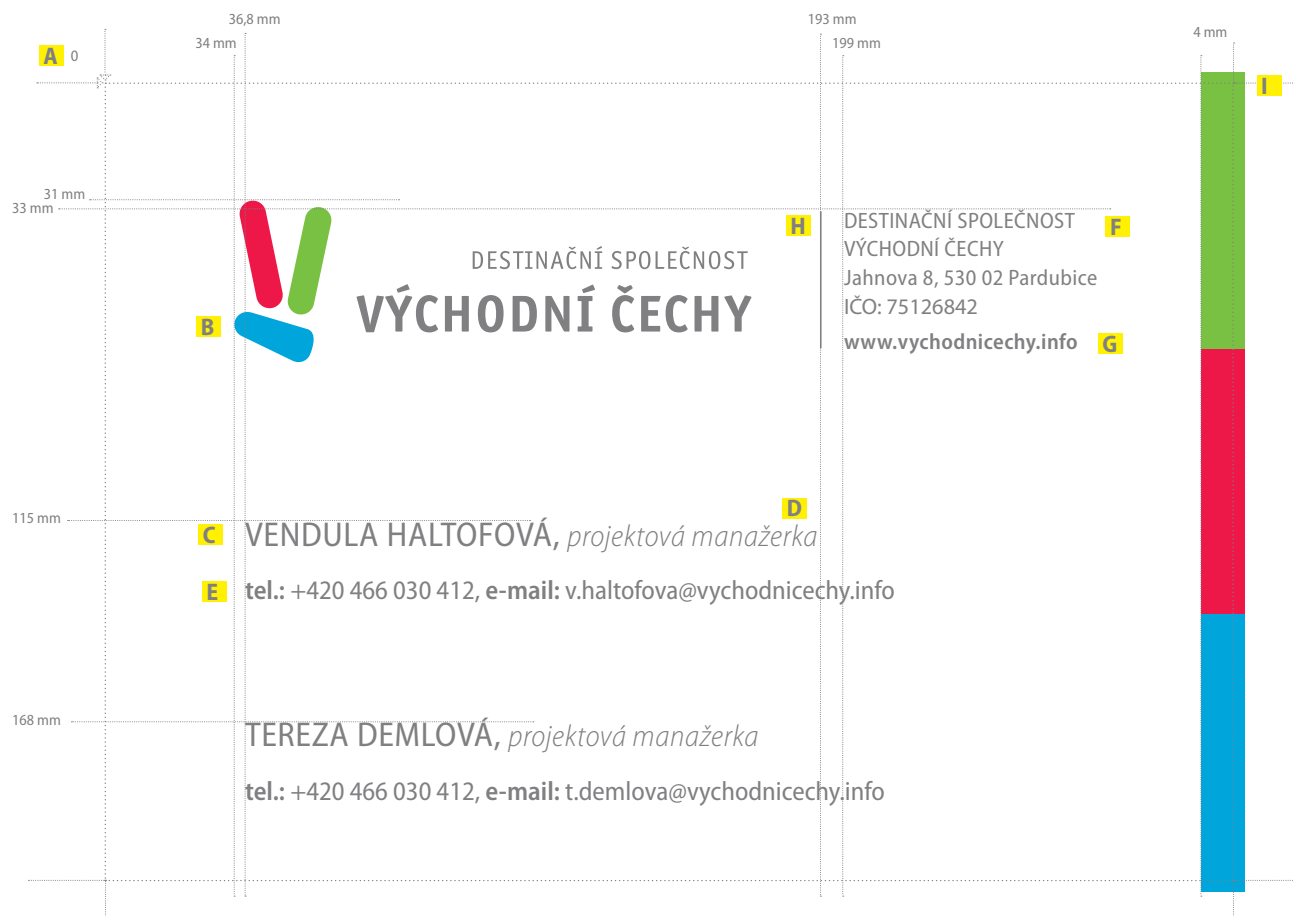 36,8 mm
193 mm
34 mm
199 mm
4 mm
A 0
I
31 mm
33 mm
H DESTINAČNÍ SPOLEČNOST F
VÝCHODNÍ ČECHY
Jahnova 8, 530 02 Pardubice
IČO: 75126842
www.vychodnicechy.info G
DESTINAČNÍ SPOLEČNOST
VÝCHODNÍ ČECHY
B
D
115 mm
C VENDULA HALTOFOVÁ, projektová manažerka
E tel.: +420 466 030 412, e-mail: v.haltofova@vychodnicechy.info
168 mm
TEREZA DEMLOVÁ, projektová manažerka
tel.: +420 466 030 412, e-mail: t.demlova@vychodnicechy.info